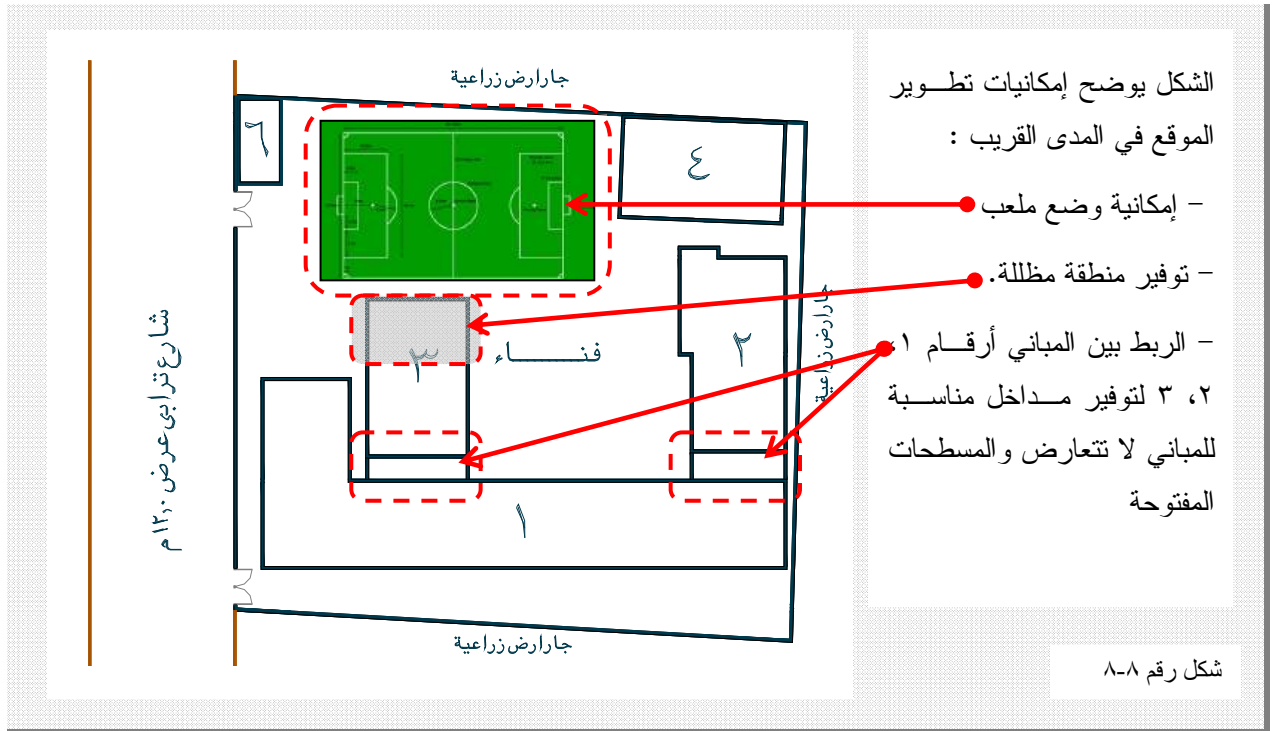 الشكل يوضح إمكانيات تطوير
الموقع في المدى القريب :
- إمكانية وضع ملعب
- توفير منطقة مظللة.
- الربط بين المباني أرقام ١،
٢، ٣ لتوفير مداخل مناسبة
للمباني لا تتعارض والمسطحات
المفتوحة
شكل رقم ٨-٨
جار ارض زراعية
٦
٤
جار ارض زراعية
٢
فناء
٣
شارع ترابى عرض ١٢,٠ م
١
جار ارض زراعية